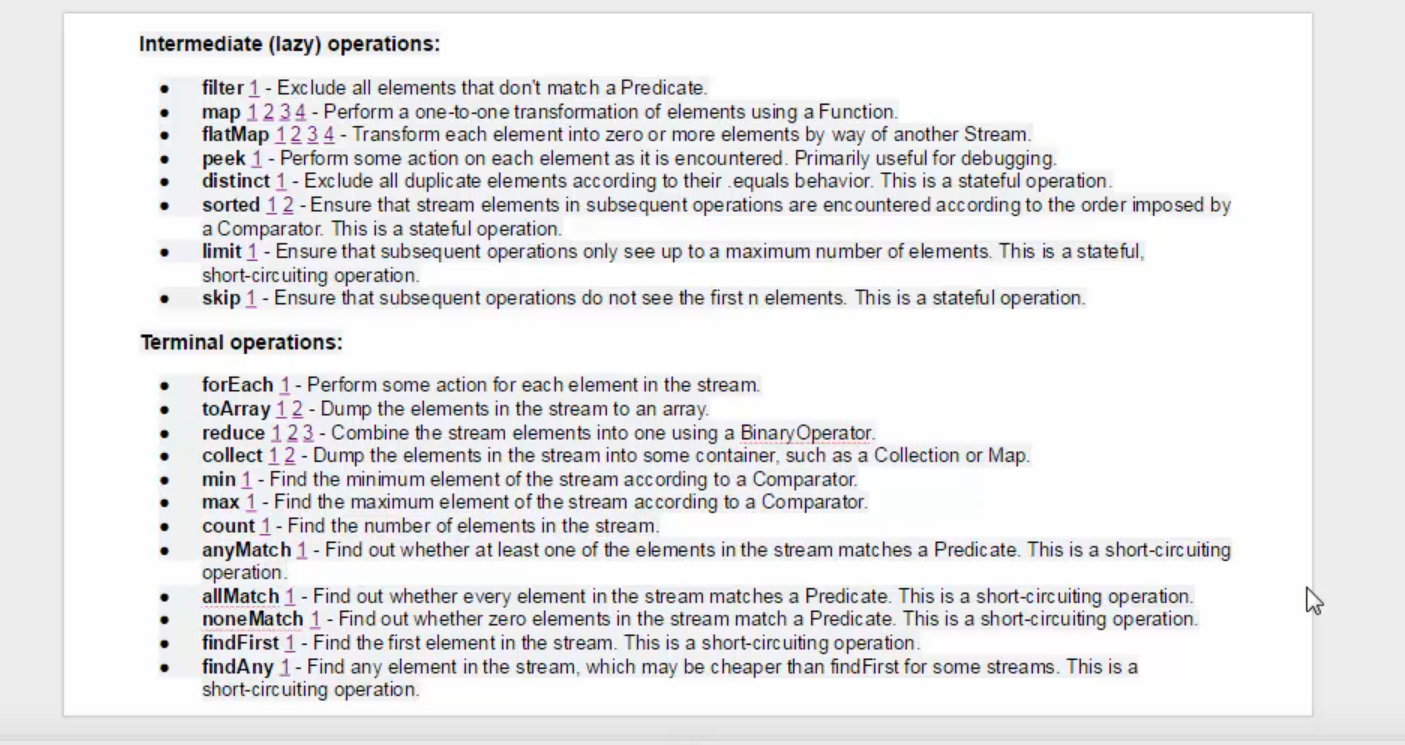 Intermediate (lazy) operations:
● filter 1 - Exclude all elements that don't match a Predicate.
● map 1 2 3 4 - Perform a one-to-one transformation of elements using a Function.
● flatMap 1 2 3 4 - Transform each element into zero or more elements by way of another Stream.
● peek 1 - Perform some action on each element as it is encountered. Primarily useful for debugging.
● distinct 1 - Exclude all duplicate elements according to their .equals behavior. This is a stateful operation.
● sorted 1 2 - Ensure that stream elements in subsequent operations are encountered according to the order imposed by
a Comparator. This is a stateful operation.
● limit 1 - Ensure that subsequent operations only see up to a maximum number of elements. This is a stateful,
short-circuiting operation.
● skip 1 - Ensure that subsequent operations do not see the first n elements. This is a stateful operation.
Terminal operations:
● forEach 1 - Perform some action for each element in the stream.
● toArray 1 2 - Dump the elements in the stream to an array.
● reduce 1 2 3 - Combine the stream elements into one using a BinaryOperator.
● collect 1 2 - Dump the elements in the stream into some container, such as a Collection or Map.
● min 1 - Find the minimum element of the stream according to a Comparator.
● max 1 - Find the maximum element of the stream according to a Comparator.
● count 1 - Find the number of elements in the stream.
● anyMatch 1 - Find out whether at least one of the elements in the stream matches a Predicate. This is a short-circuiting
operation.
● allMatch 1 - Find out whether every element in the stream matches a Predicate. This is a short-circuiting operation.
● noneMatch 1 - Find out whether zero elements in the stream match a Predicate. This is a short-circuiting operation.
● findFirst 1 - Find the first element in the stream. This is a short-circuiting operation.
● findAny 1 - Find any element in the stream, which may be cheaper than findFirst for some streams. This is a
short-circuiting operation.